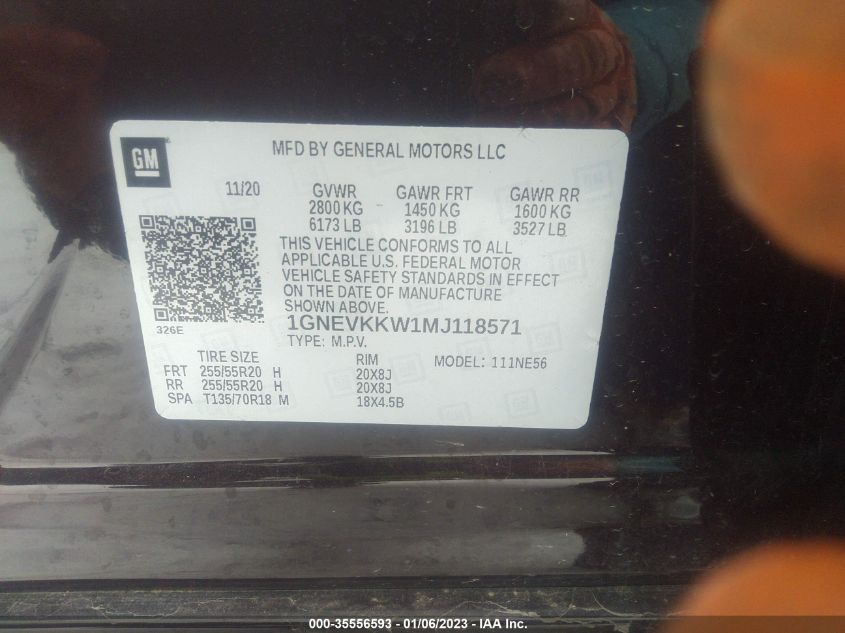 GM
MFD BY GENERAL MOTORS LLC
11/20 GVWR GAWR FRT GAWR RR
2800 KG 1450 KG 1600 KG
6173 LB 3196 LB 3527 LB
THIS VEHICLE CONFORMS TO ALL
APPLICABLE U.S. FEDERAL MOTOR
VEHICLE SAFETY STANDARDS IN EFFECT
ON THE DATE OF MANUFACTURE
SHOWN ABOVE.
326E 1GNEVKKW1MJ118571
TYPE: M.P.V.
TIRE SIZE RIM MODEL: 111NE56
FRT 255/55R20 H 20X8J
RR 255/55R20 H 20X8J
SPA T135/70R18 M 18X4.5B
000-35556593 - 01/06/2023 - IAA Inc.